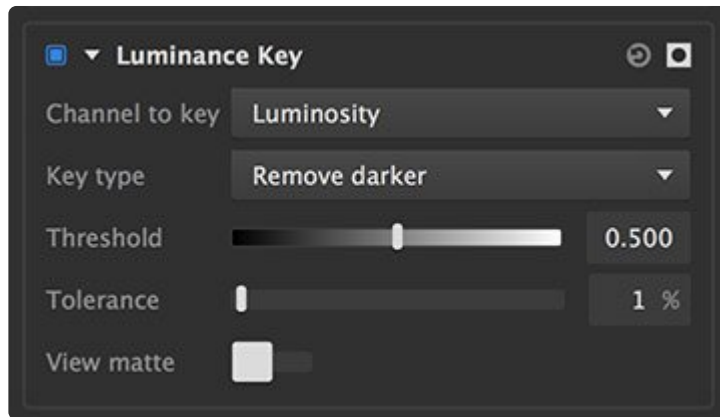 Luminance Key
Channel to key Luminosity
Key type Remove darker
Threshold 0.500
Tolerance 1 %
View matte